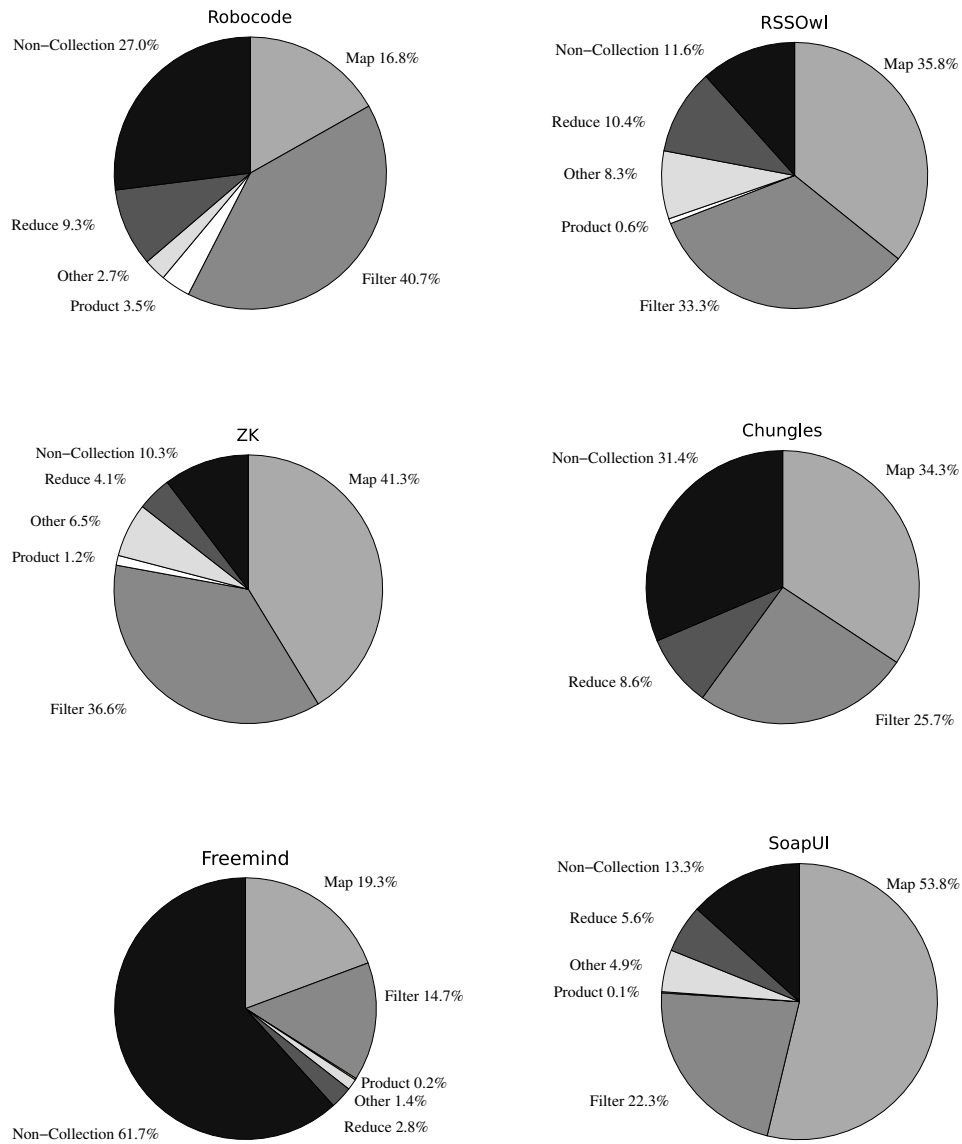 Robocode
Non−Collection 27.0%
Map 16.8%
Reduce 9.3%
Other 2.7%
Product 3.5%
Filter 40.7%
RSSOwl
Non−Collection 11.6%
Map 35.8%
Reduce 10.4%
Other 8.3%
Product 0.6%
Filter 33.3%
ZK
Non−Collection 10.3%
Reduce 4.1%
Map 41.3%
Other 6.5%
Product 1.2%
Filter 36.6%
Chungles
Non−Collection 31.4%
Map 34.3%
Reduce 8.6%
Filter 25.7%
Freemind
Map 19.3%
Filter 14.7%
Product 0.2%
Other 1.4%
Reduce 2.8%
Non−Collection 61.7%
SoapUI
Non−Collection 13.3%
Map 53.8%
Reduce 5.6%
Other 4.9%
Product 0.1%
Filter 22.3%